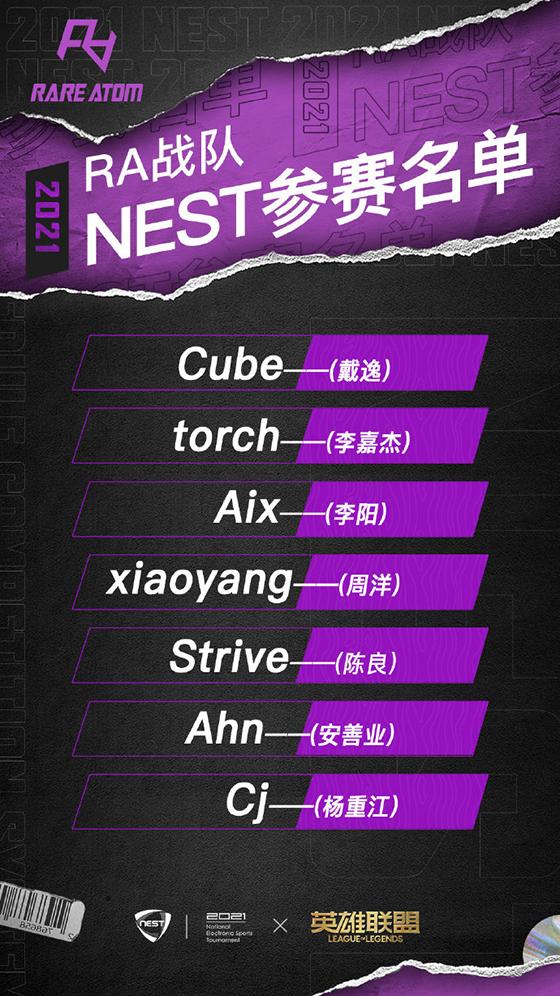 RARE ATOM
2021
RA战队
NEST参赛名单
2021
Cube——(戴逸)
torch——(李嘉杰)
Aix——(李阳)
xiaoyang——(周洋)
Strive——(陈良)
Ahn——(安善业)
Cj——(杨重江)
NEST
2021
National
Electronic Sports
Tournament
英雄联盟
LEAGUE OF LEGENDS